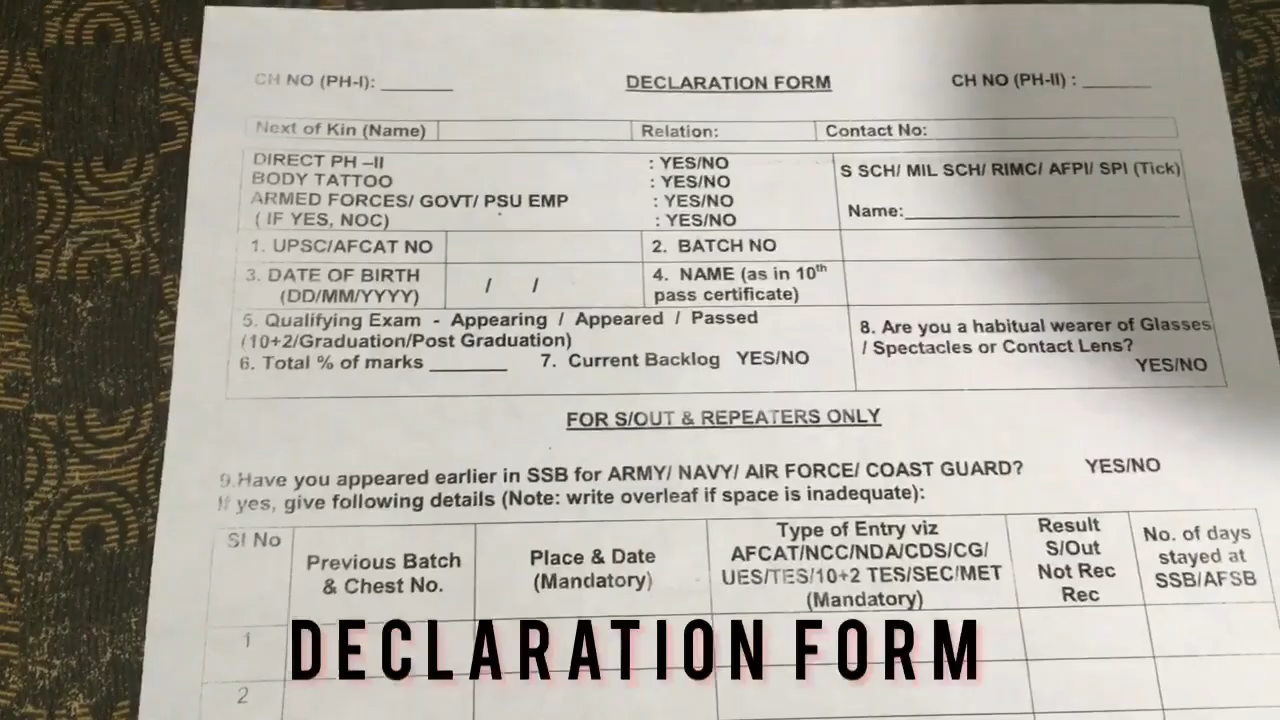 CH NO (PH-I): ______ DECLARATION FORM CH NO (PH-II) : ______
Next of Kin (Name) Relation: Contact No:
DIRECT PH –II : YES/NO
BODY TATTOO : YES/NO
ARMED FORCES/ GOVT/ PSU EMP : YES/NO
( IF YES, NOC) : YES/NO
S SCH/ MIL SCH/ RIMC/ AFPI/ SPI (Tick)
Name:______________________
1. UPSC/AFCAT NO 2. BATCH NO
3. DATE OF BIRTH
(DD/MM/YYYY) / /
4. NAME (as in 10th
pass certificate)
5. Qualifying Exam - Appearing / Appeared / Passed
(10+2/Graduation/Post Graduation)
6. Total % of marks _______ 7. Current Backlog YES/NO
8. Are you a habitual wearer of Glasses
/ Spectacles or Contact Lens?
YES/NO
FOR S/OUT & REPEATERS ONLY
9.Have you appeared earlier in SSB for ARMY/ NAVY/ AIR FORCE/ COAST GUARD? YES/NO
If yes, give following details (Note: write overleaf if space is inadequate):
Sl No
Previous Batch
& Chest No.
Place & Date
(Mandatory)
Type of Entry viz
AFCAT/NCC/NDA/CDS/CG/
UES/TES/10+2 TES/SEC/MET
(Mandatory)
Result
S/Out
Not Rec
Rec
No. of days
stayed at
SSB/AFSB
1
2
DECLARATION FORM